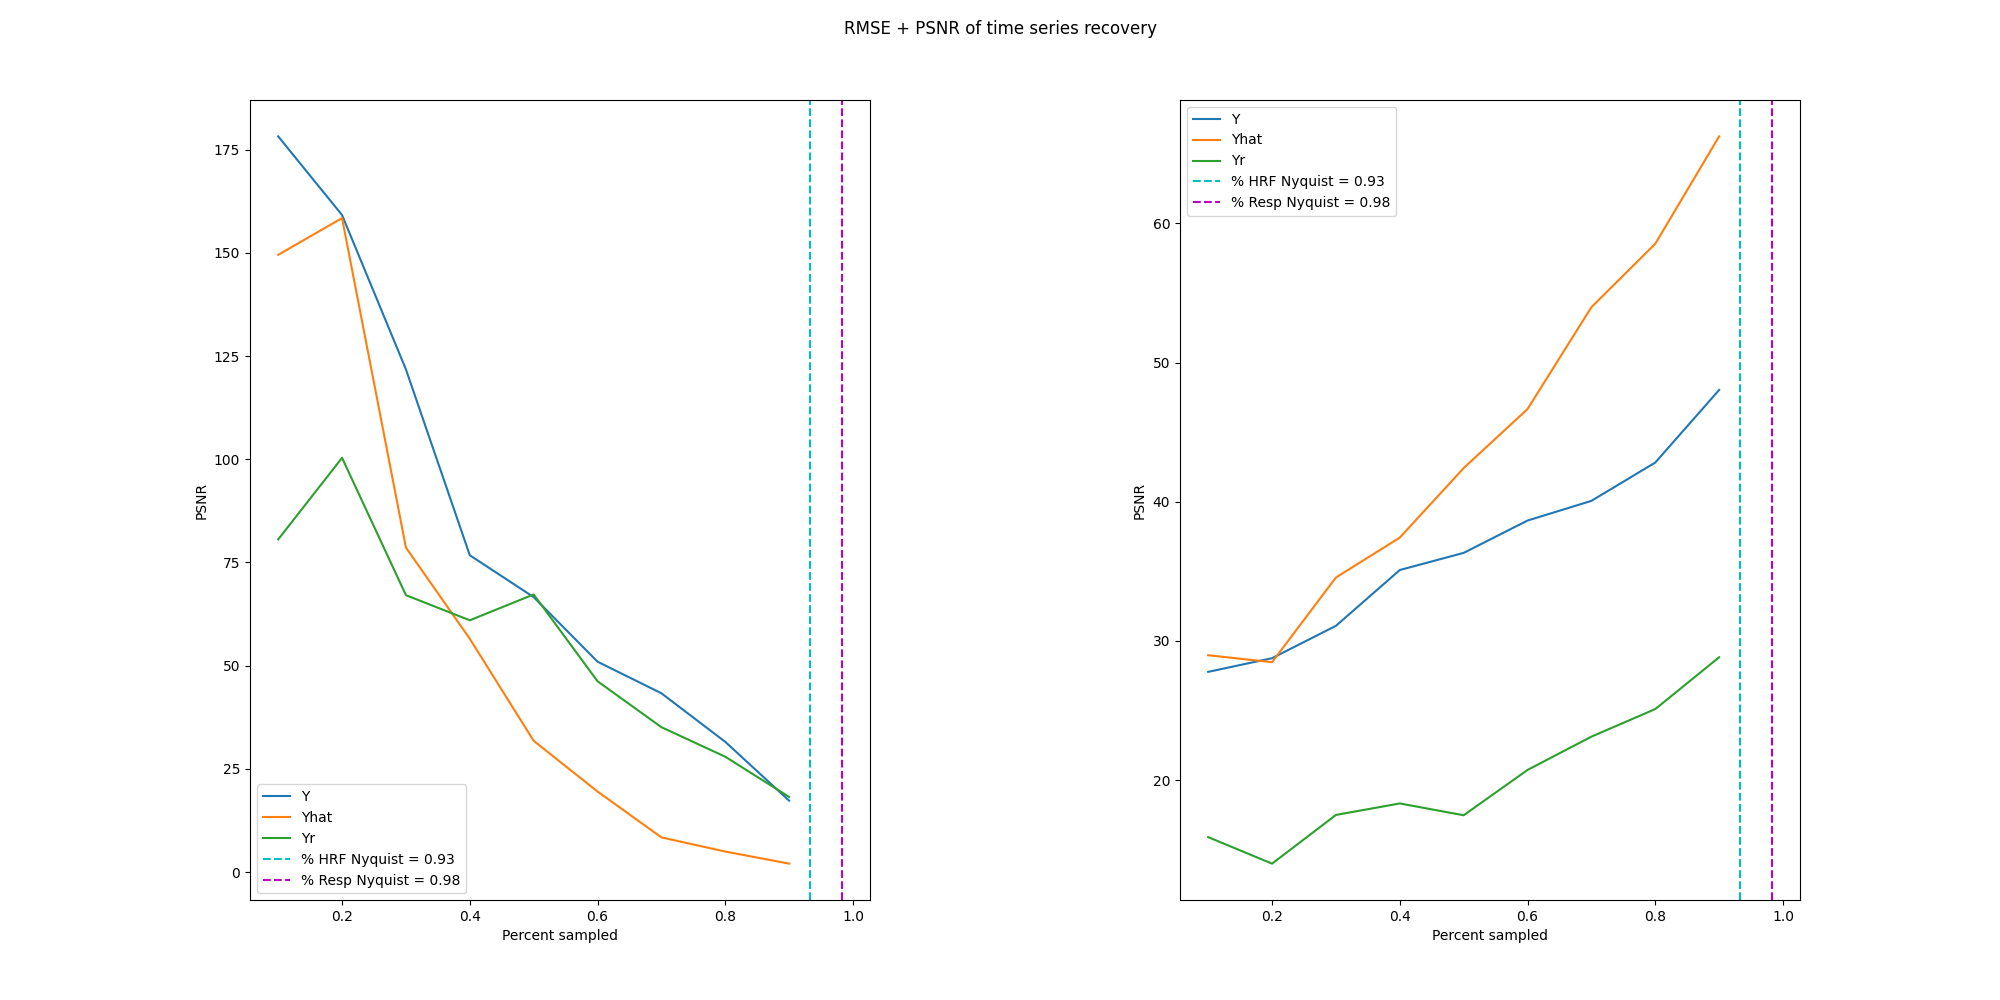 RMSE + PSNR of time series recovery
PSNR
175
150
125
100
75
50
25
0
Y
Yhat
Yr
% HRF Nyquist = 0.93
% Resp Nyquist = 0.98
0.2 0.4 0.6 0.8 1.0
Percent sampled
PSNR
60
50
40
30
20
Y
Yhat
Yr
% HRF Nyquist = 0.93
% Resp Nyquist = 0.98
0.2 0.4 0.6 0.8 1.0
Percent sampled